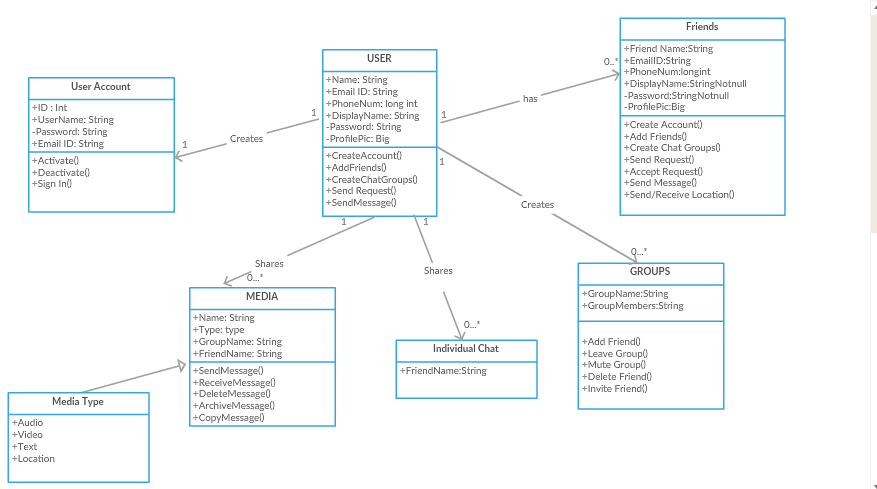 Friends
+Friend Name:String
+EmailID:String
+PhoneNum:longint
+DisplayName:StringNotnull
-Password:StringNotnull
-ProfilePic:Big
+Create Account()
+Add Friends()
+Create Chat Groups()
+Send Request()
+Accept Request()
+Send Message()
+Send/Receive Location()
USER
+Name: String
+Email ID: String
+PhoneNum: long int
+DisplayName: String
-Password: String
-ProfilePic: Big
+CreateAccount()
+AddFriends()
+CreateChatGroups()
+Send Request()
+SendMessage()
User Account
+ID : Int
+UserName: String
-Password: String
+Email ID: String
+Activate()
+Deactivate()
+Sign In()
1
Creates
1
1
has
0..*
1
Creates
0...*
1
Shares
0...*
1
Shares
0...*
MEDIA
+Name: String
+Type: type
+GroupName: String
+FriendName: String
+SendMessage()
+ReceiveMessage()
+DeleteMessage()
+ArchiveMessage()
+CopyMessage()
Individual Chat
+FriendName:String
GROUPS
+GroupName:String
+GroupMembers:String
+Add Friend()
+Leave Group()
+Mute Group()
+Delete Friend()
+Invite Friend()
Media Type
+Audio
+Video
+Text
+Location